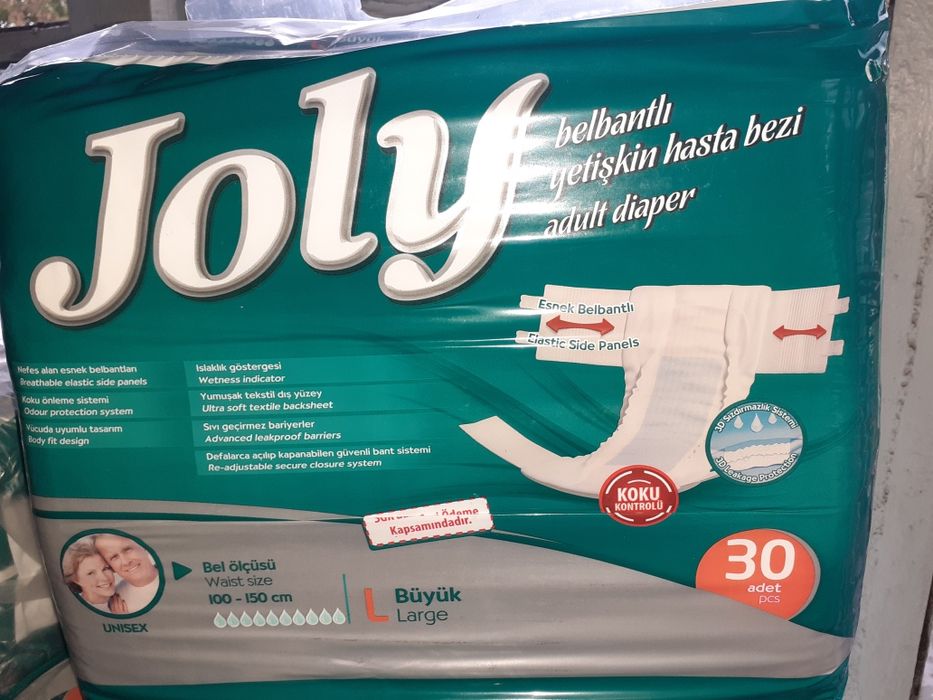 L Büyük
Joly
belbantlı
yetişkin hasta bezi
adult diaper
Esnek Belbantlı
Elastic Side Panels
Nefes alan esnek belbantları
Breathable elastic side panels
Koku önleme sistemi
Odour protection system
Vücuda uyumlu tasarım
Body fit design
Islaklık göstergesi
Wetness indicator
Yumuşak tekstil dış yüzey
Ultra soft textile backsheet
Sıvı geçirmez bariyerler
Advanced leakproof barriers
Defalarca açılıp kapanabilen güvenli bant sistemi
Re-adjustable secure closure system
3D Sızdırmazlık Sistemi
3D Leakage Protection
KOKU
KONTROLÜ
Ödeme
Kapsamındadır.
UNISEX
Bel ölçüsü
Waist size
100 - 150 cm
L Büyük
Large
30
adet
pcs